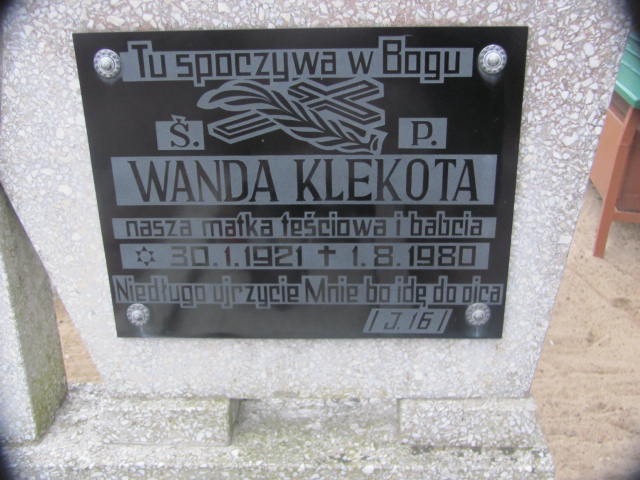 Tu spoczywa w Bogu
Ś. P.
WANDA KLEKOTA
nasza matka teściowa i babcia
✡ 30.1.1921 ✝ 1.8.1980
Niedługo ujrzycie Mnie bo idę do ojca
/J.16/